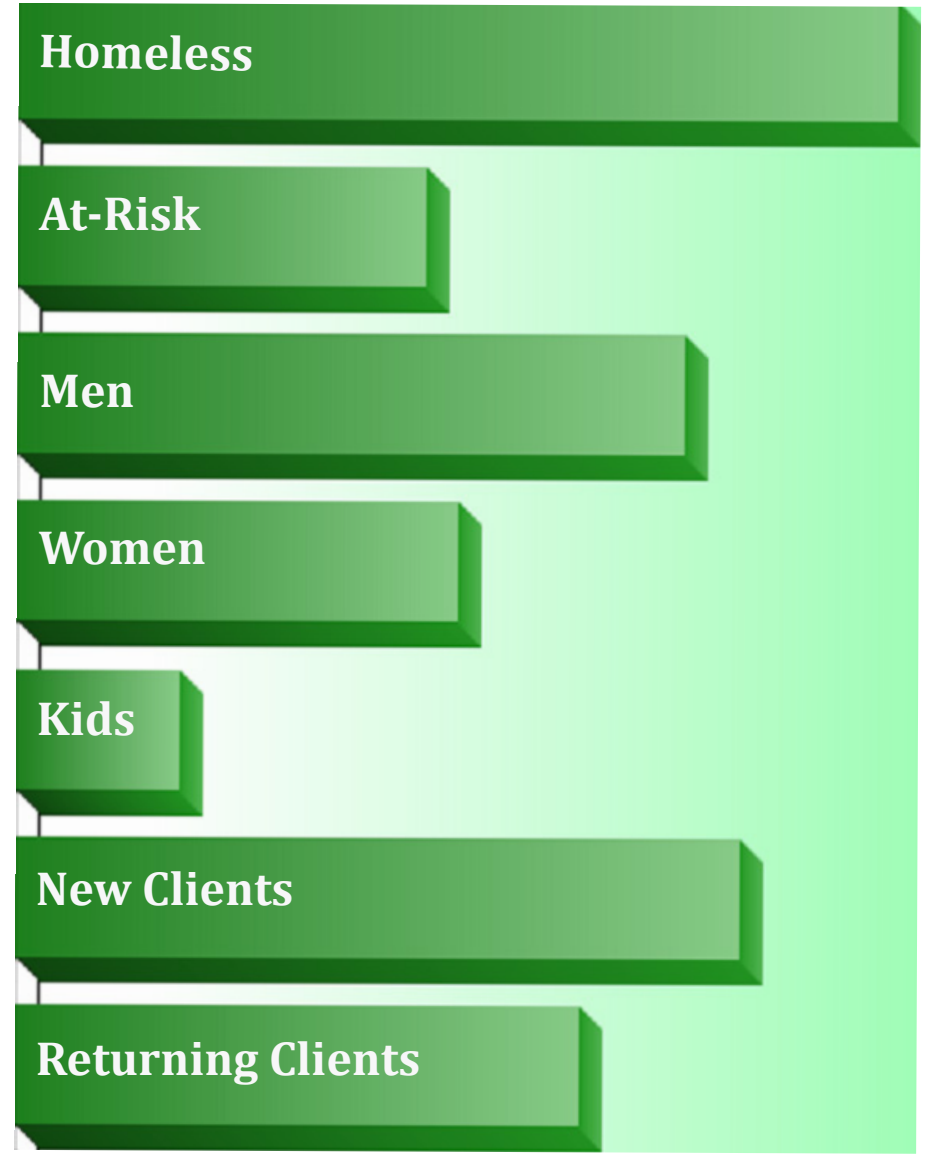 Homeless
At-Risk
Men
Women
Kids
New Clients
Returning Clients